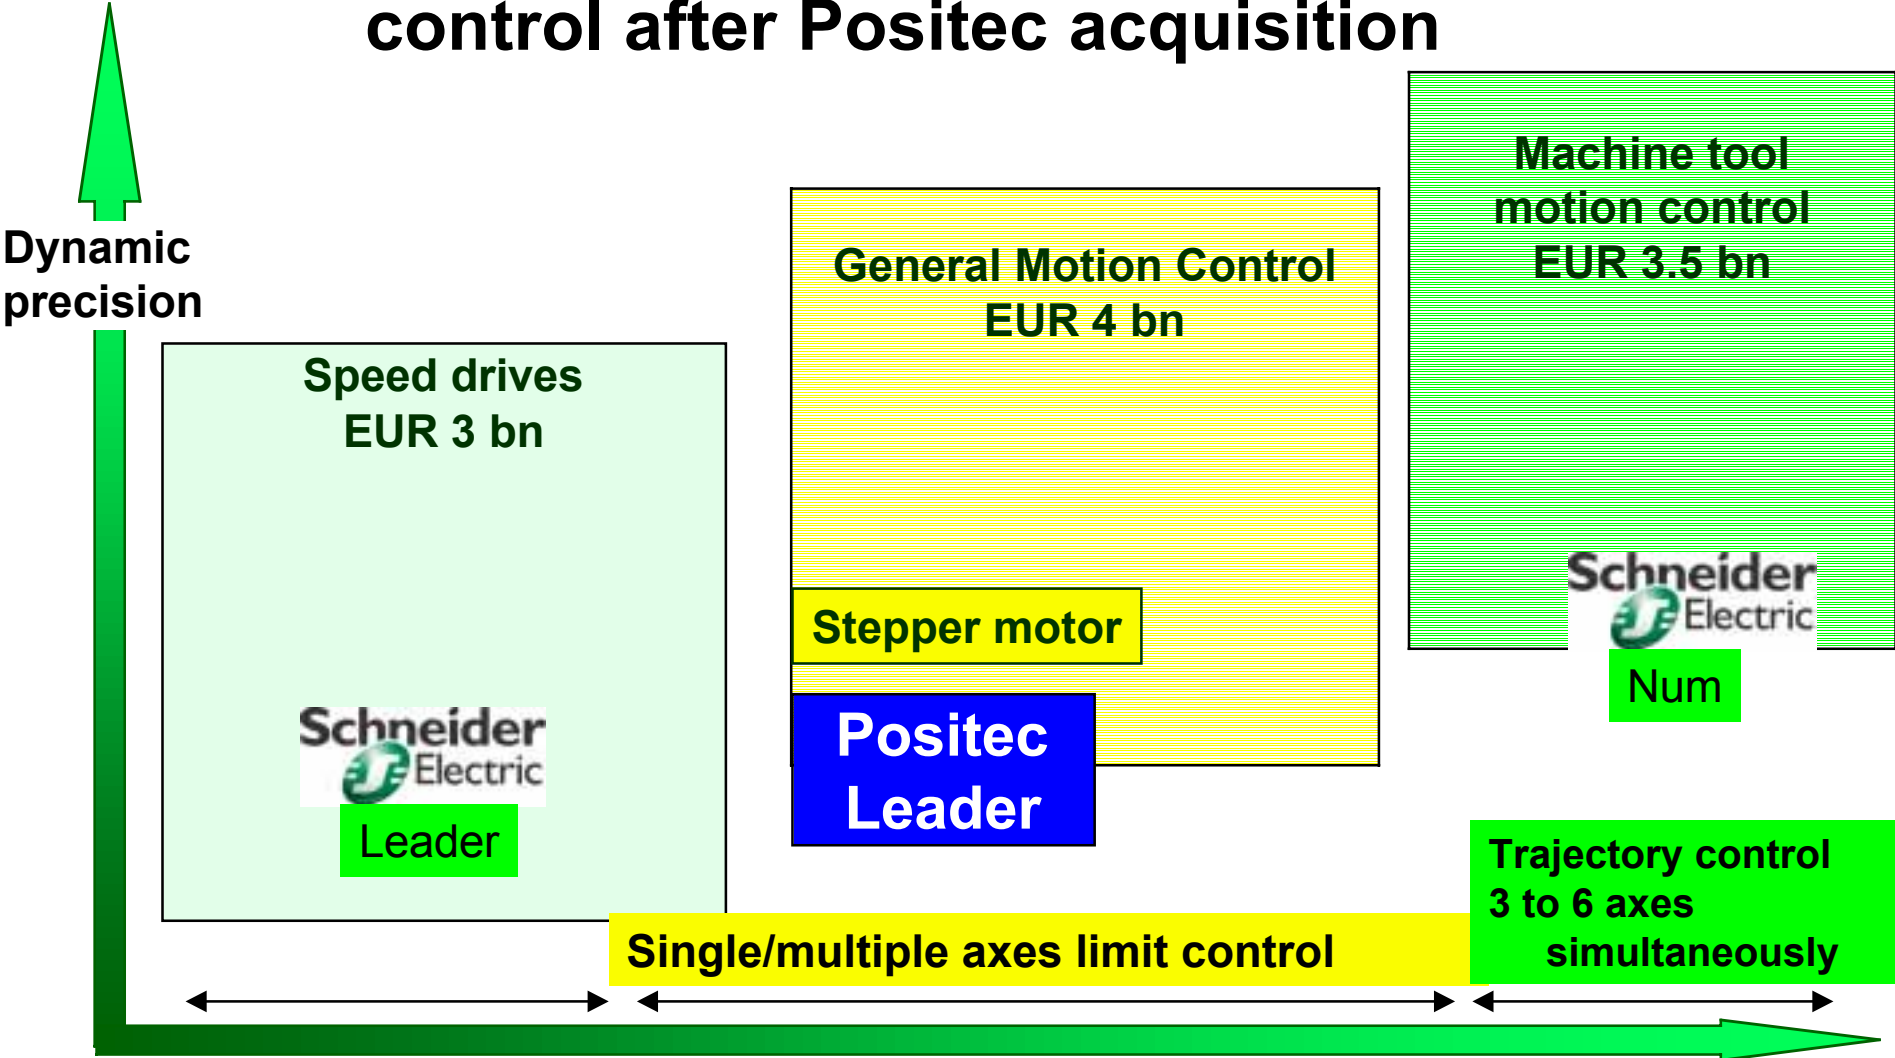 control after Positec acquisition
Dynamic
precision
Speed drives
EUR 3 bn
Schneider
Electric
Leader
General Motion Control
EUR 4 bn
Stepper motor
Positec
Leader
Machine tool
motion control
EUR 3.5 bn
Schneider
Electric
Num
Single/multiple axes limit control
Trajectory control
3 to 6 axes
simultaneously